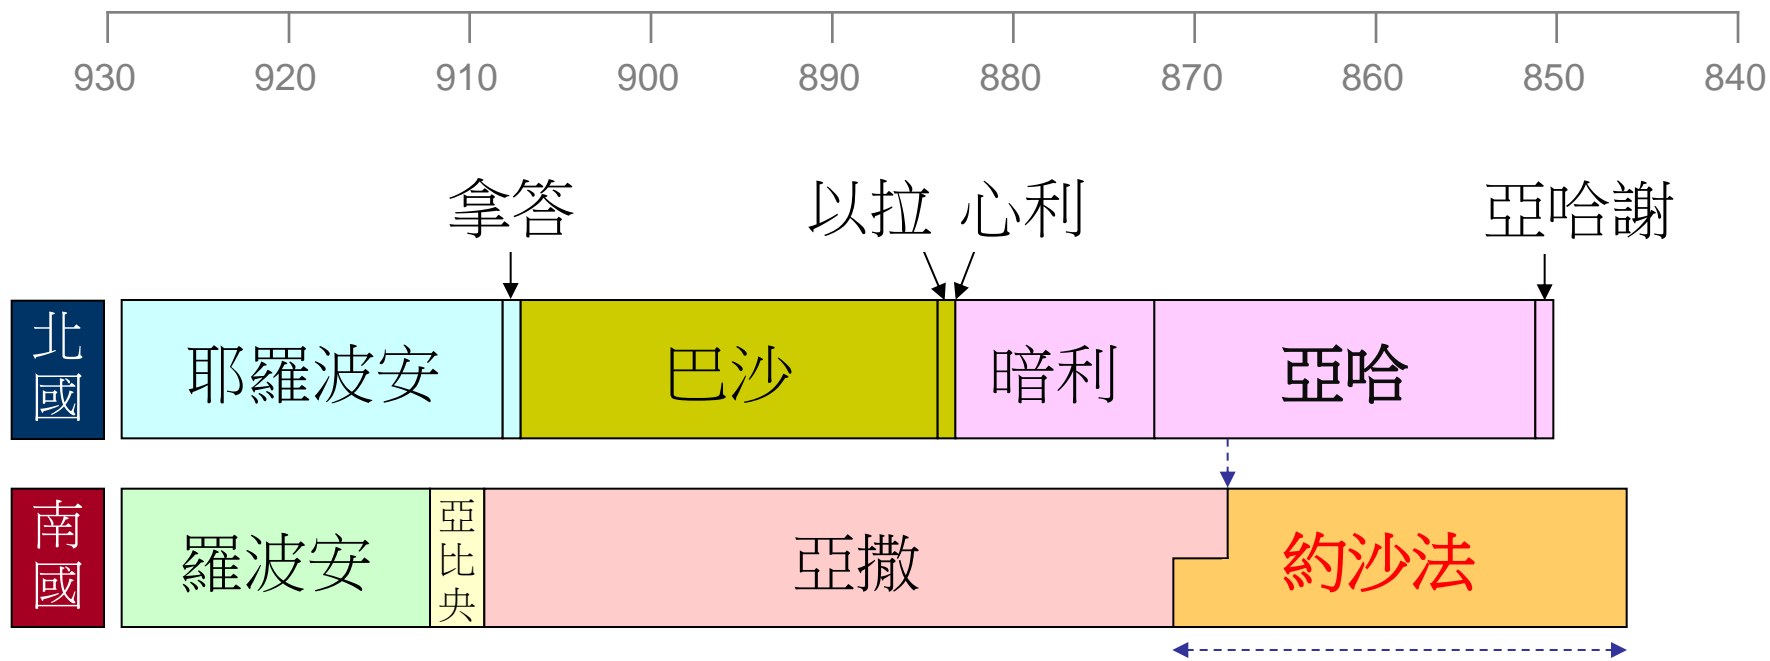 930 920 910 900 890 880 870 860 850 840
拿答 以拉 心利 亞哈謝
北國
耶羅波安 巴沙 暗利 亞哈
南國
羅波安 亞比央 亞撒 約沙法